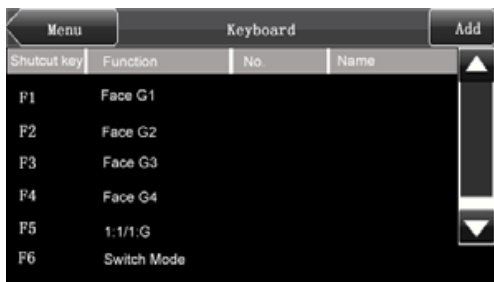 Menu Keyboard Add
Shutcut key Function No. Name
F1 Face G1
F2 Face G2
F3 Face G3
F4 Face G4
F5 1:1/1:G
F6 Switch Mode